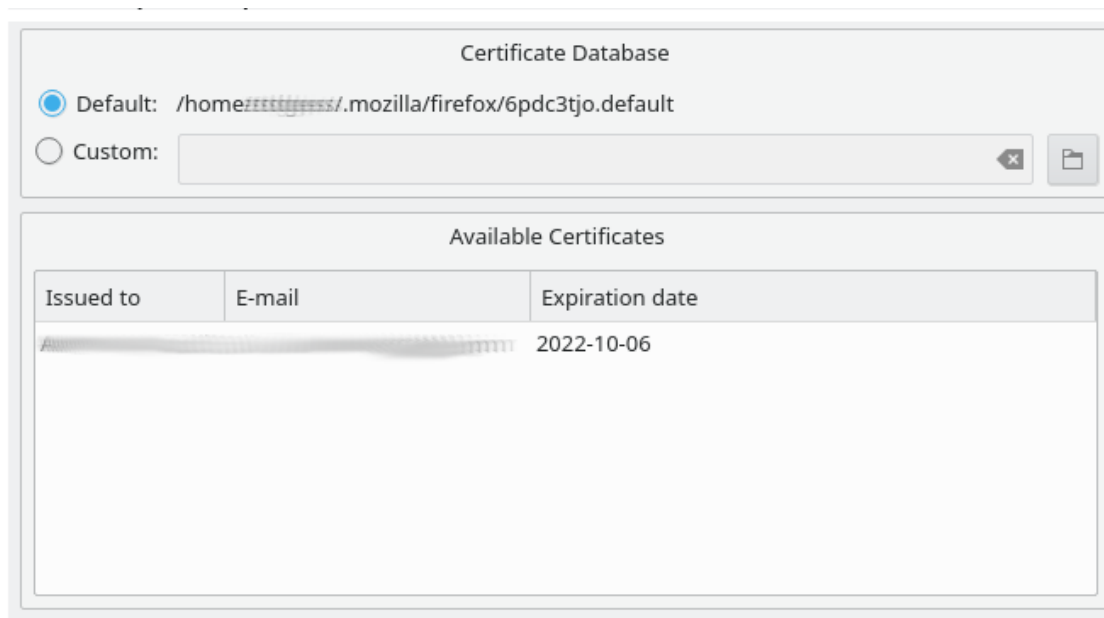 Certificate Database
Default: /home/.mozilla/firefox/6pdc3tjo.default
Custom:
Available Certificates
Issued to E-mail Expiration date
2022-10-06